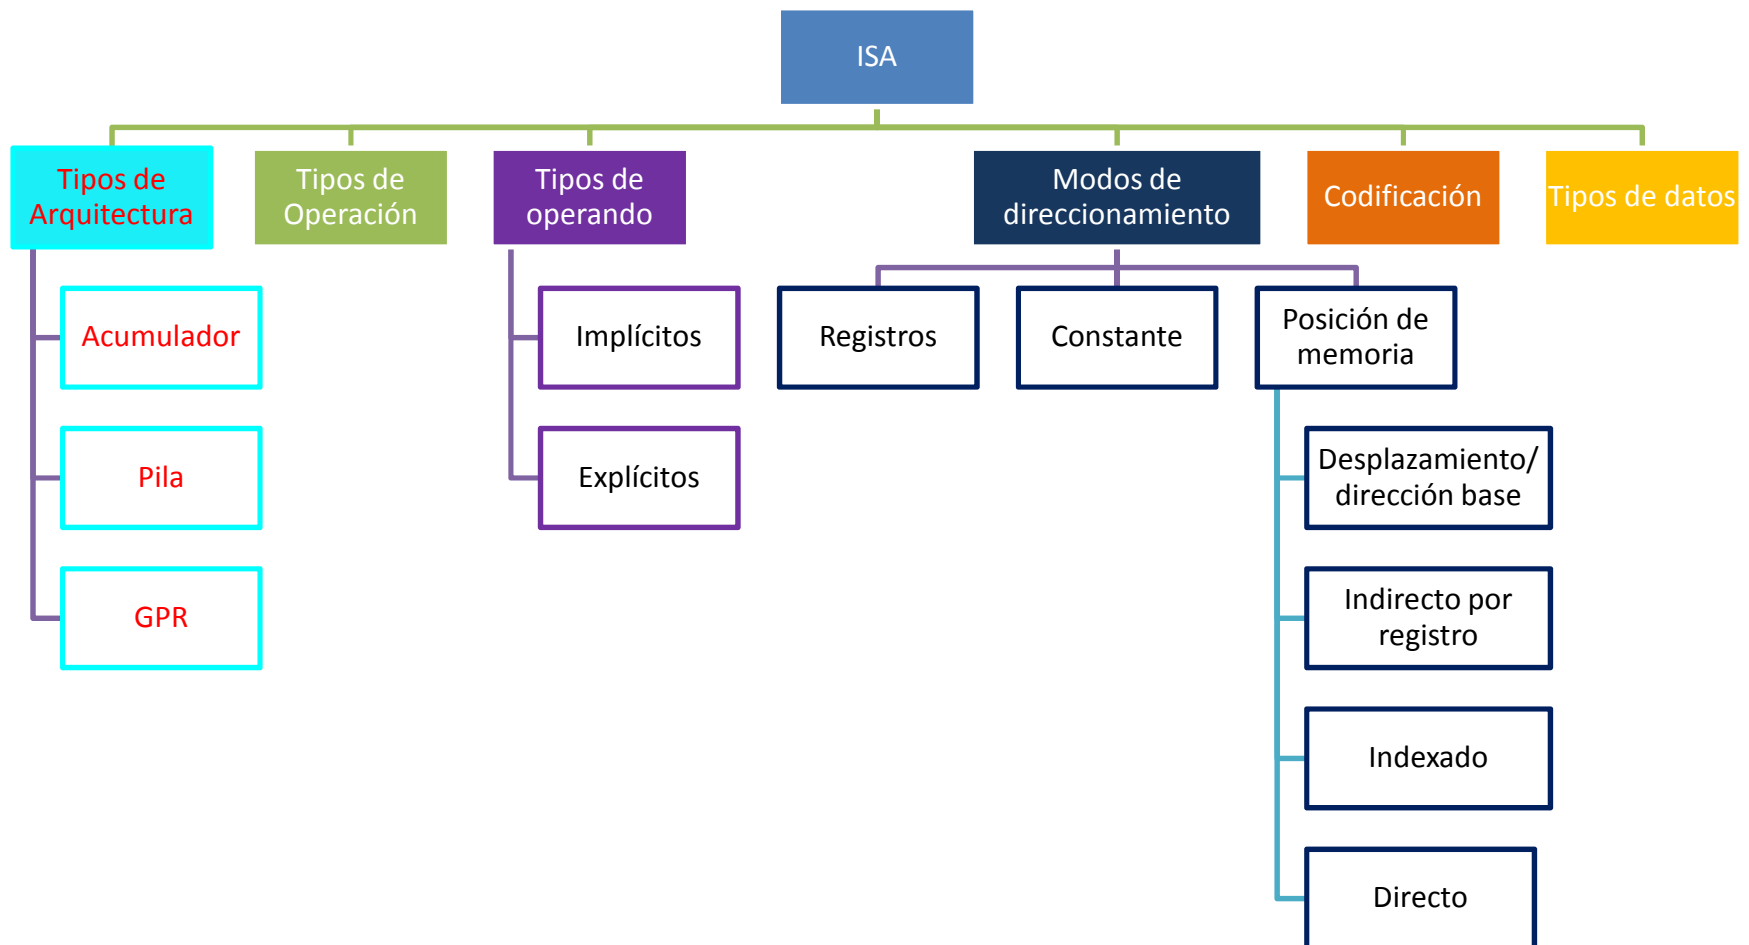 ISA
Tipos de
Arquitectura
Tipos de
Operación
Tipos de
operando
Modos de
direccionamiento
Codificación
Tipos de datos
Acumulador
Implícitos
Registros
Constante
Posición de
memoria
Pila
Explícitos
Desplazamiento/
dirección base
GPR
Indirecto por
registro
Indexado
Directo